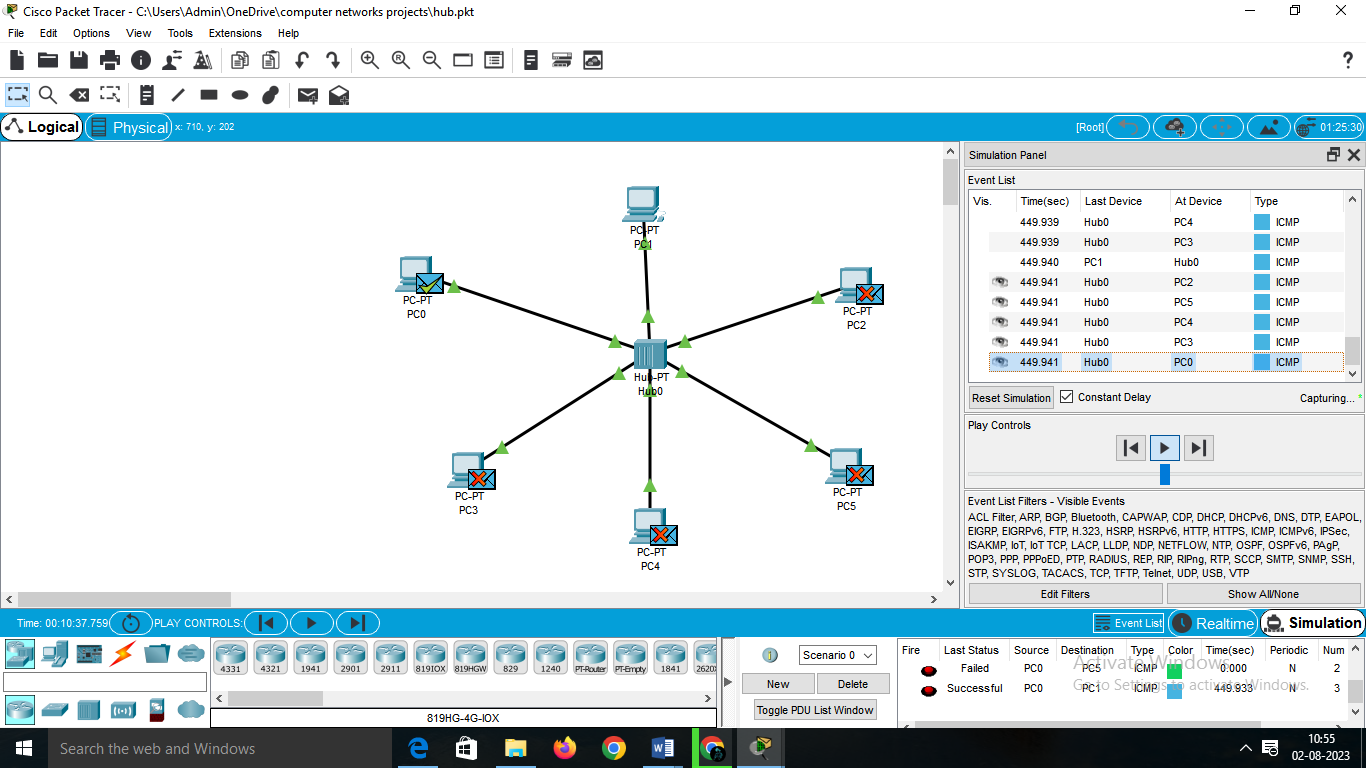 Cisco Packet Tracer - C:\Users\Admin\OneDrive\computer networks projects\hub.pkt
File Edit Options View Tools Extensions Help
?
Logical Physical x: 710, y: 202 [Root] 01:25:30
Simulation Panel
Event List
Vis. Time(sec) Last Device At Device Type
449.939 Hub0 PC4 ICMP
449.939 Hub0 PC3 ICMP
449.940 PC1 Hub0 ICMP
449.941 Hub0 PC2 ICMP
449.941 Hub0 PC5 ICMP
449.941 Hub0 PC4 ICMP
449.941 Hub0 PC3 ICMP
449.941 Hub0 PC0 ICMP
Reset Simulation Constant Delay Capturing... *
Play Controls
Event List Filters - Visible Events
ACL Filter, ARP, BGP, Bluetooth, CAPWAP, CDP, DHCP, DHCPv6, DNS, DTP, EAPOL,
EIGRP, EIGRPv6, FTP, H.323, HSRP, HSRPv6, HTTP, HTTPS, ICMP, ICMPv6, IPSec,
ISAKMP, IoT, IoT TCP, LACP, LLDP, NDP, NETFLOW, NTP, OSPF, OSPFv6, PAgP,
POP3, PPP, PPPoED, PTP, RADIUS, REP, RIP, RIPng, RTP, SCCP, SMTP, SNMP, SSH,
STP, SYSLOG, TACACS, TCP, TFTP, Telnet, UDP, USB, VTP
Edit Filters Show All/None
PC-PT
PC1
PC-PT
PC0
PC-PT
PC2
Hub-PT
Hub0
PC-PT
PC3
PC-PT
PC5
PC-PT
PC4
Time: 00:10:37.759 PLAY CONTROLS: Event List Realtime Simulation
4331 4321 1941 2901 2911 819IOX 819HGW 829 1240 PT-Router PT-Empty 1841 2620X
819HG-4G-IOX
Scenario 0
New Delete
Toggle PDU List Window
Fire Last Status Source Destination Type Color Time(sec) Periodic Num
Failed PC0 PC5 ICMP 0.000 N 2
Successful PC0 PC1 ICMP 449.933 N 3
Activate Windows
Go to Settings to activate Windows.
Search the web and Windows
10:55
02-08-2023